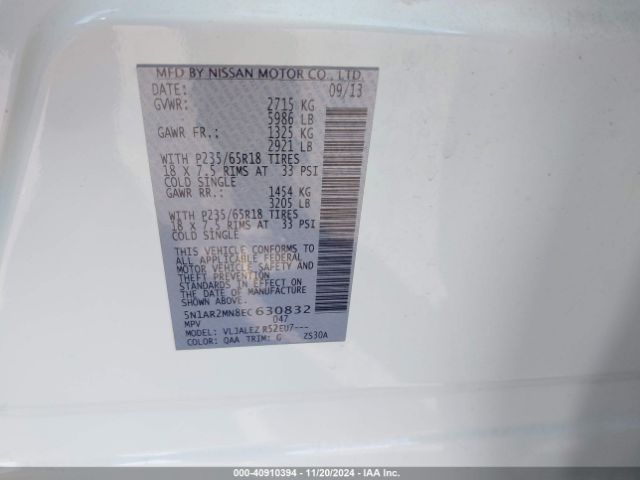 MFD BY NISSAN MOTOR CO., LTD.
DATE: 09/13
GVWR: 2715 KG
5986 LB
GAWR FR.: 1325 KG
2921 LB
WITH P235/65R18 TIRES
18 X 7.5 RIMS AT 33 PSI
COLD SINGLE
GAWR RR.: 1454 KG
3205 LB
WITH P235/65R18 TIRES
18 X 7.5 RIMS AT 33 PSI
COLD SINGLE
THIS VEHICLE CONFORMS TO
ALL APPLICABLE FEDERAL
MOTOR VEHICLE SAFETY AND
THEFT PREVENTION
STANDARDS IN EFFECT ON
THE DATE OF MANUFACTURE
SHOWN ABOVE.
5N1AR2MN8EC 630832
MPV 047
MODEL: VLJALEZ R52EU7---
COLOR: QAA TRIM: G ZS30A
000-40910394 - 11/20/2024 - IAA Inc.